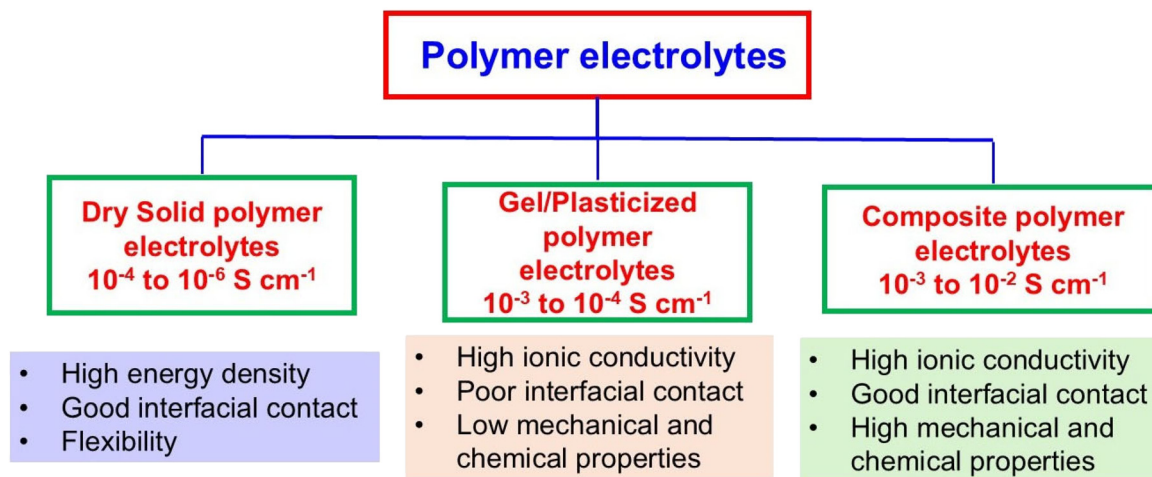 Polymer electrolytes
Dry Solid polymer
electrolytes
10⁻⁴ to 10⁻⁶ S cm⁻¹
Gel/Plasticized
polymer
electrolytes
10⁻³ to 10⁻⁴ S cm⁻¹
Composite polymer
electrolytes
10⁻³ to 10⁻² S cm⁻¹
• High energy density
• Good interfacial contact
• Flexibility
• High ionic conductivity
• Poor interfacial contact
• Low mechanical and
chemical properties
• High ionic conductivity
• Good interfacial contact
• High mechanical and
chemical properties